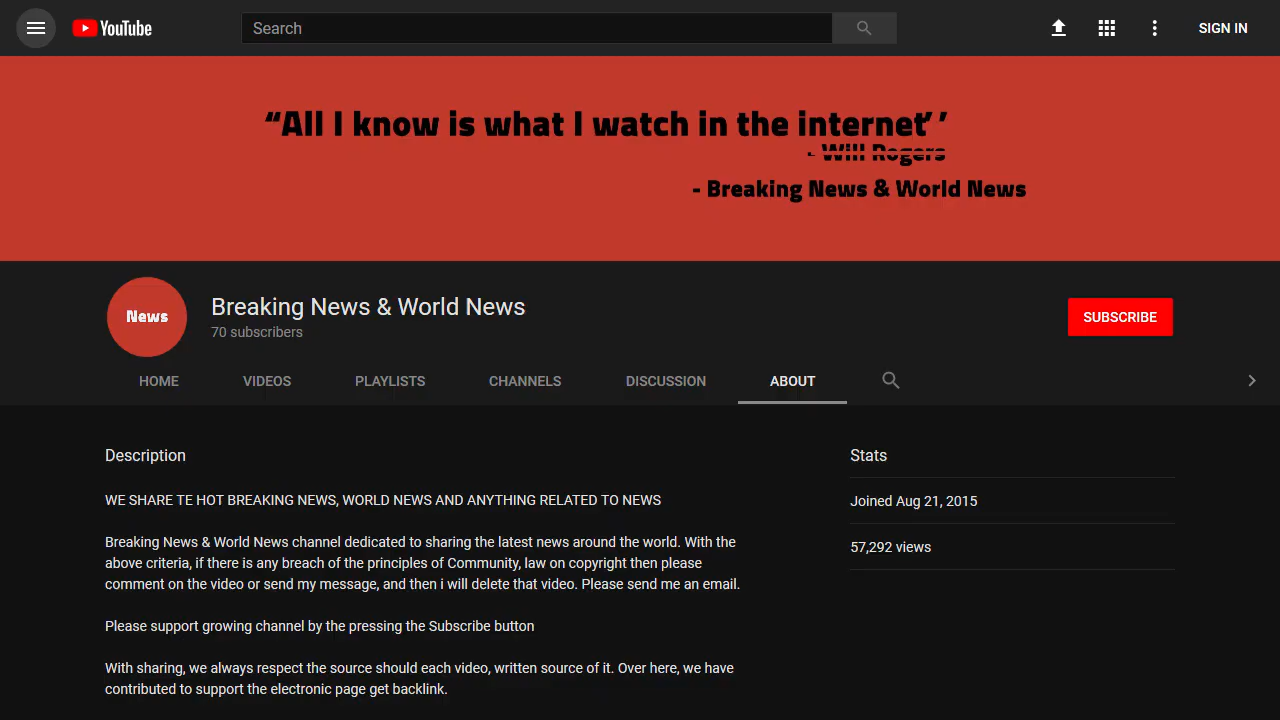 YouTube
Search
SIGN IN
“All I know is what I watch in the internet’’
- Will Rogers
- Breaking News & World News
News
Breaking News & World News
70 subscribers
SUBSCRIBE
HOME VIDEOS PLAYLISTS CHANNELS DISCUSSION ABOUT
Description
Stats
WE SHARE TE HOT BREAKING NEWS, WORLD NEWS AND ANYTHING RELATED TO NEWS
Joined Aug 21, 2015
Breaking News & World News channel dedicated to sharing the latest news around the world. With the
57,292 views
above criteria, if there is any breach of the principles of Community, law on copyright then please
comment on the video or send my message, and then i will delete that video. Please send me an email.
Please support growing channel by the pressing the Subscribe button
With sharing, we always respect the source should each video, written source of it. Over here, we have
contributed to support the electronic page get backlink.